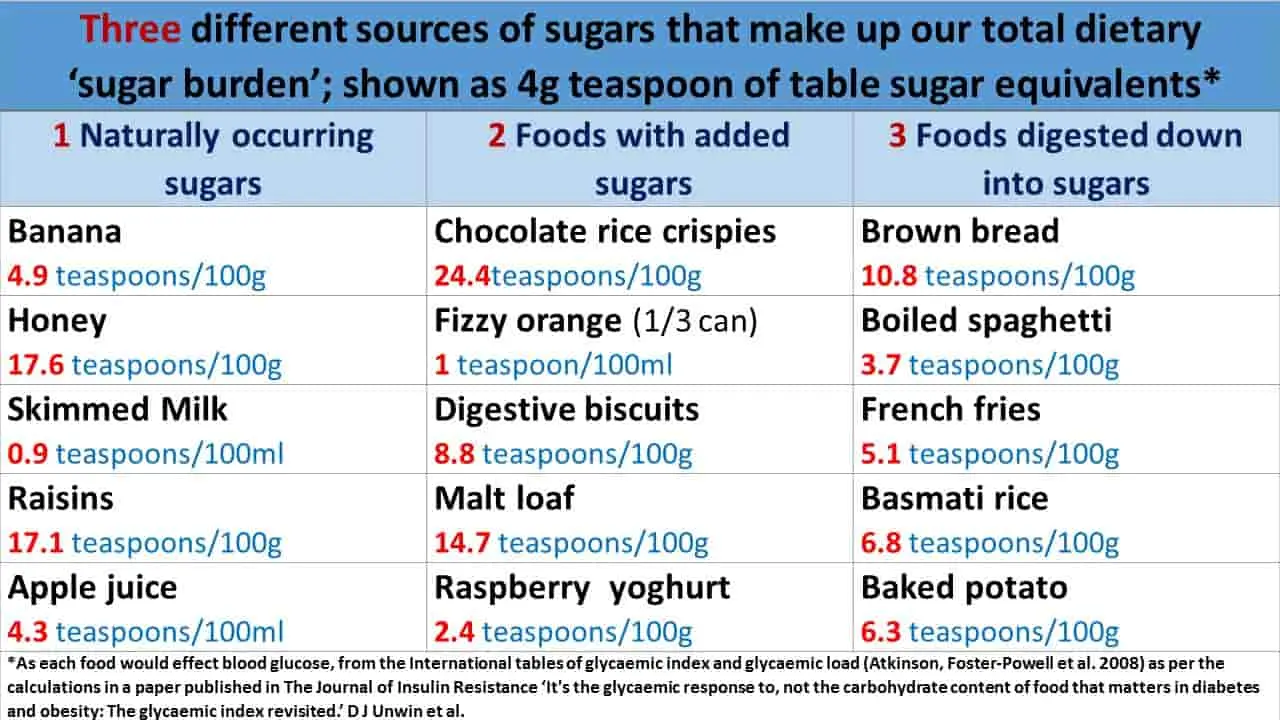 Three different sources of sugars that make up our total dietary
‘sugar burden’; shown as 4g teaspoon of table sugar equivalents*
1 Naturally occurring
sugars
2 Foods with added
sugars
3 Foods digested down
into sugars
Banana
4.9 teaspoons/100g
Chocolate rice crispies
24.4teaspoons/100g
Brown bread
10.8 teaspoons/100g
Honey
17.6 teaspoons/100g
Fizzy orange (1/3 can)
1 teaspoon/100ml
Boiled spaghetti
3.7 teaspoons/100g
Skimmed Milk
0.9 teaspoons/100ml
Digestive biscuits
8.8 teaspoons/100g
French fries
5.1 teaspoons/100g
Raisins
17.1 teaspoons/100g
Malt loaf
14.7 teaspoons/100g
Basmati rice
6.8 teaspoons/100g
Apple juice
4.3 teaspoons/100ml
Raspberry yoghurt
2.4 teaspoons/100g
Baked potato
6.3 teaspoons/100g
*As each food would effect blood glucose, from the International tables of glycaemic index and glycaemic load (Atkinson, Foster-Powell et al. 2008) as per the
calculations in a paper published in The Journal of Insulin Resistance ‘It's the glycaemic response to, not the carbohydrate content of food that matters in diabetes
and obesity: The glycaemic index revisited.’ D J Unwin et al.